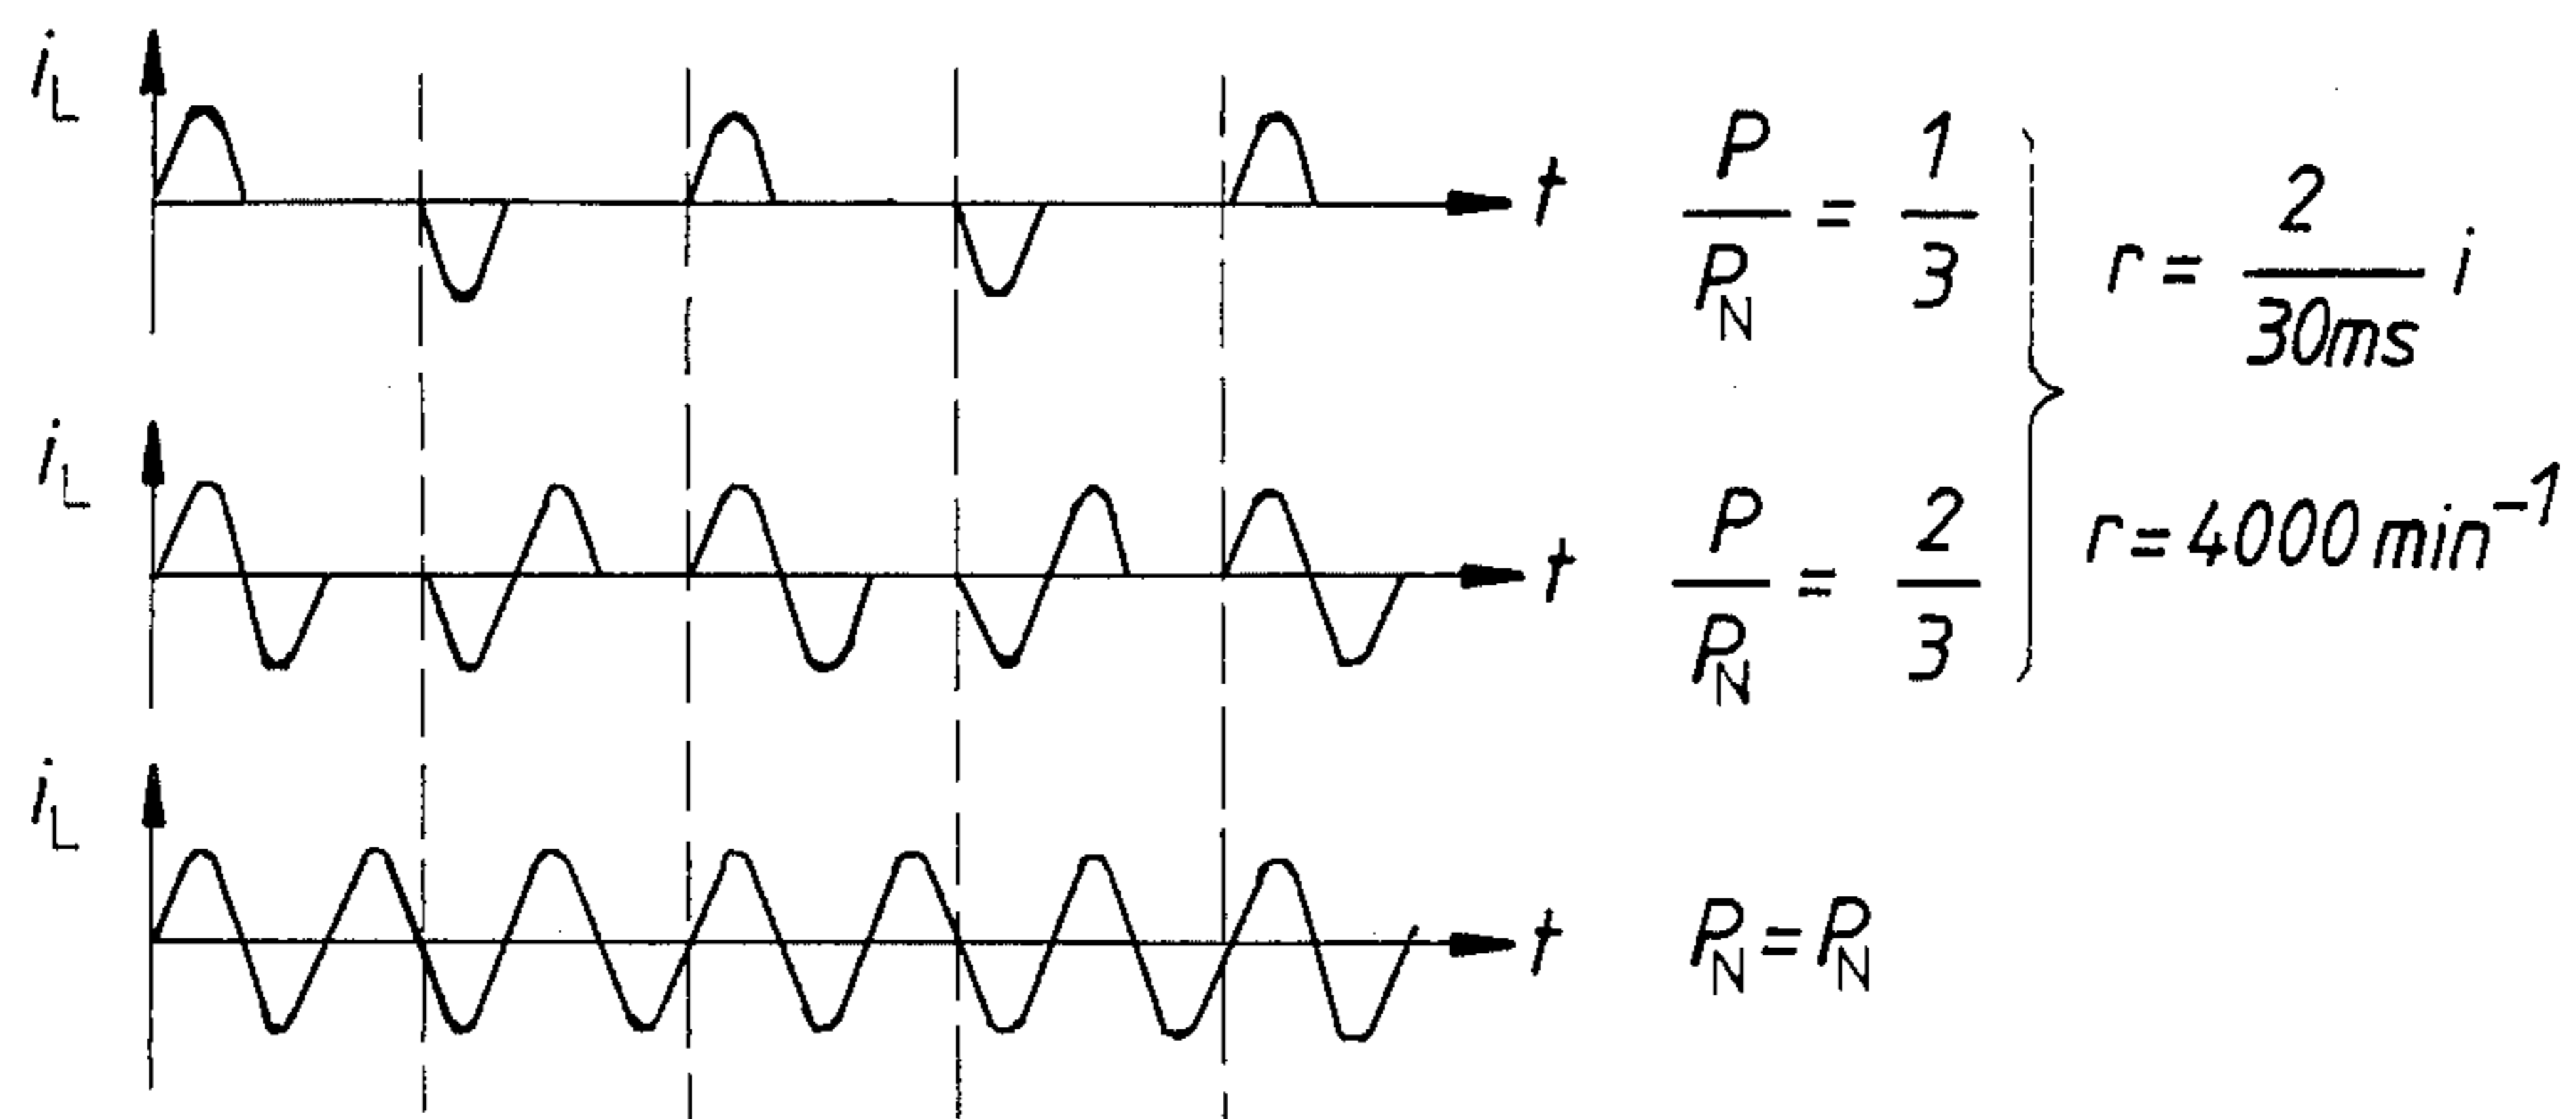 i_L
t
P/P_N = 1/3
r = 2/30ms i
i_L
t
P/P_N = 2/3
r = 4000 min⁻¹
i_L
t
P_N = P_N